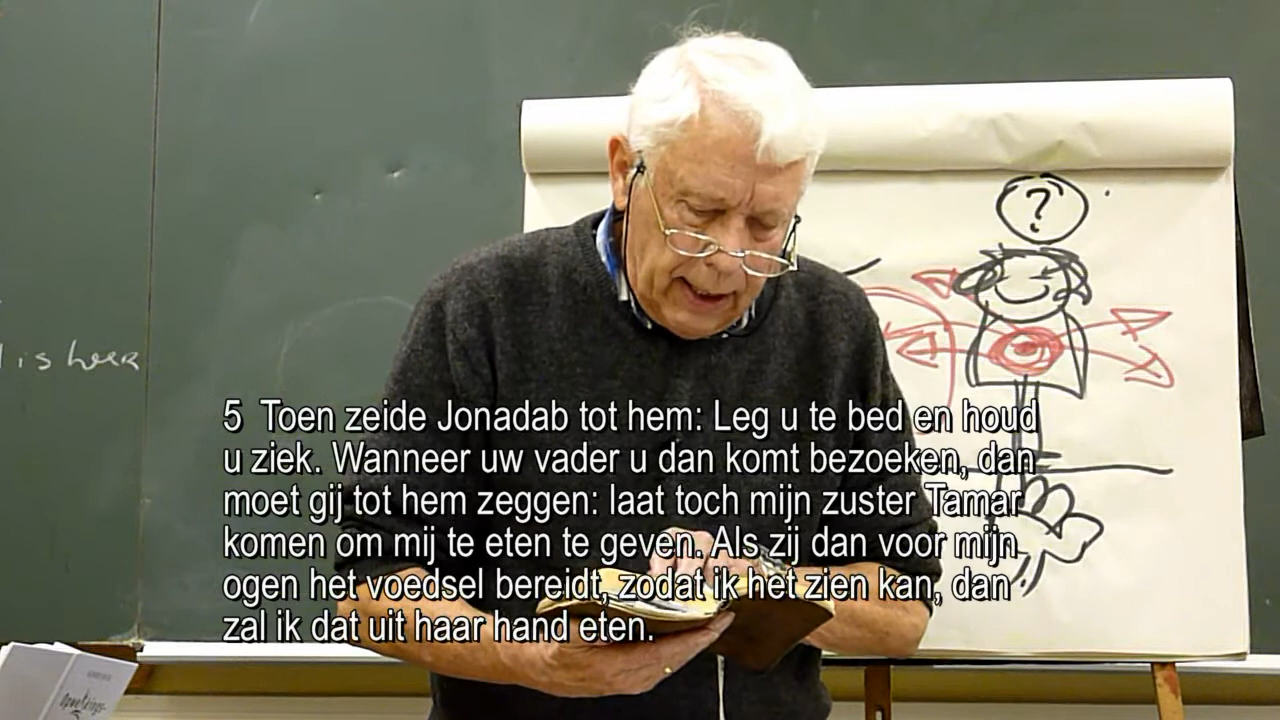 ?
is heer
5 Toen zeide Jonadab tot hem: Leg u te bed en houd
u ziek. Wanneer uw vader u dan komt bezoeken, dan
moet gij tot hem zeggen: laat toch mijn zuster Tamar
komen om mij te eten te geven. Als zij dan voor mijn
ogen het voedsel bereidt, zodat ik het zien kan, dan
zal ik dat uit haar hand eten.